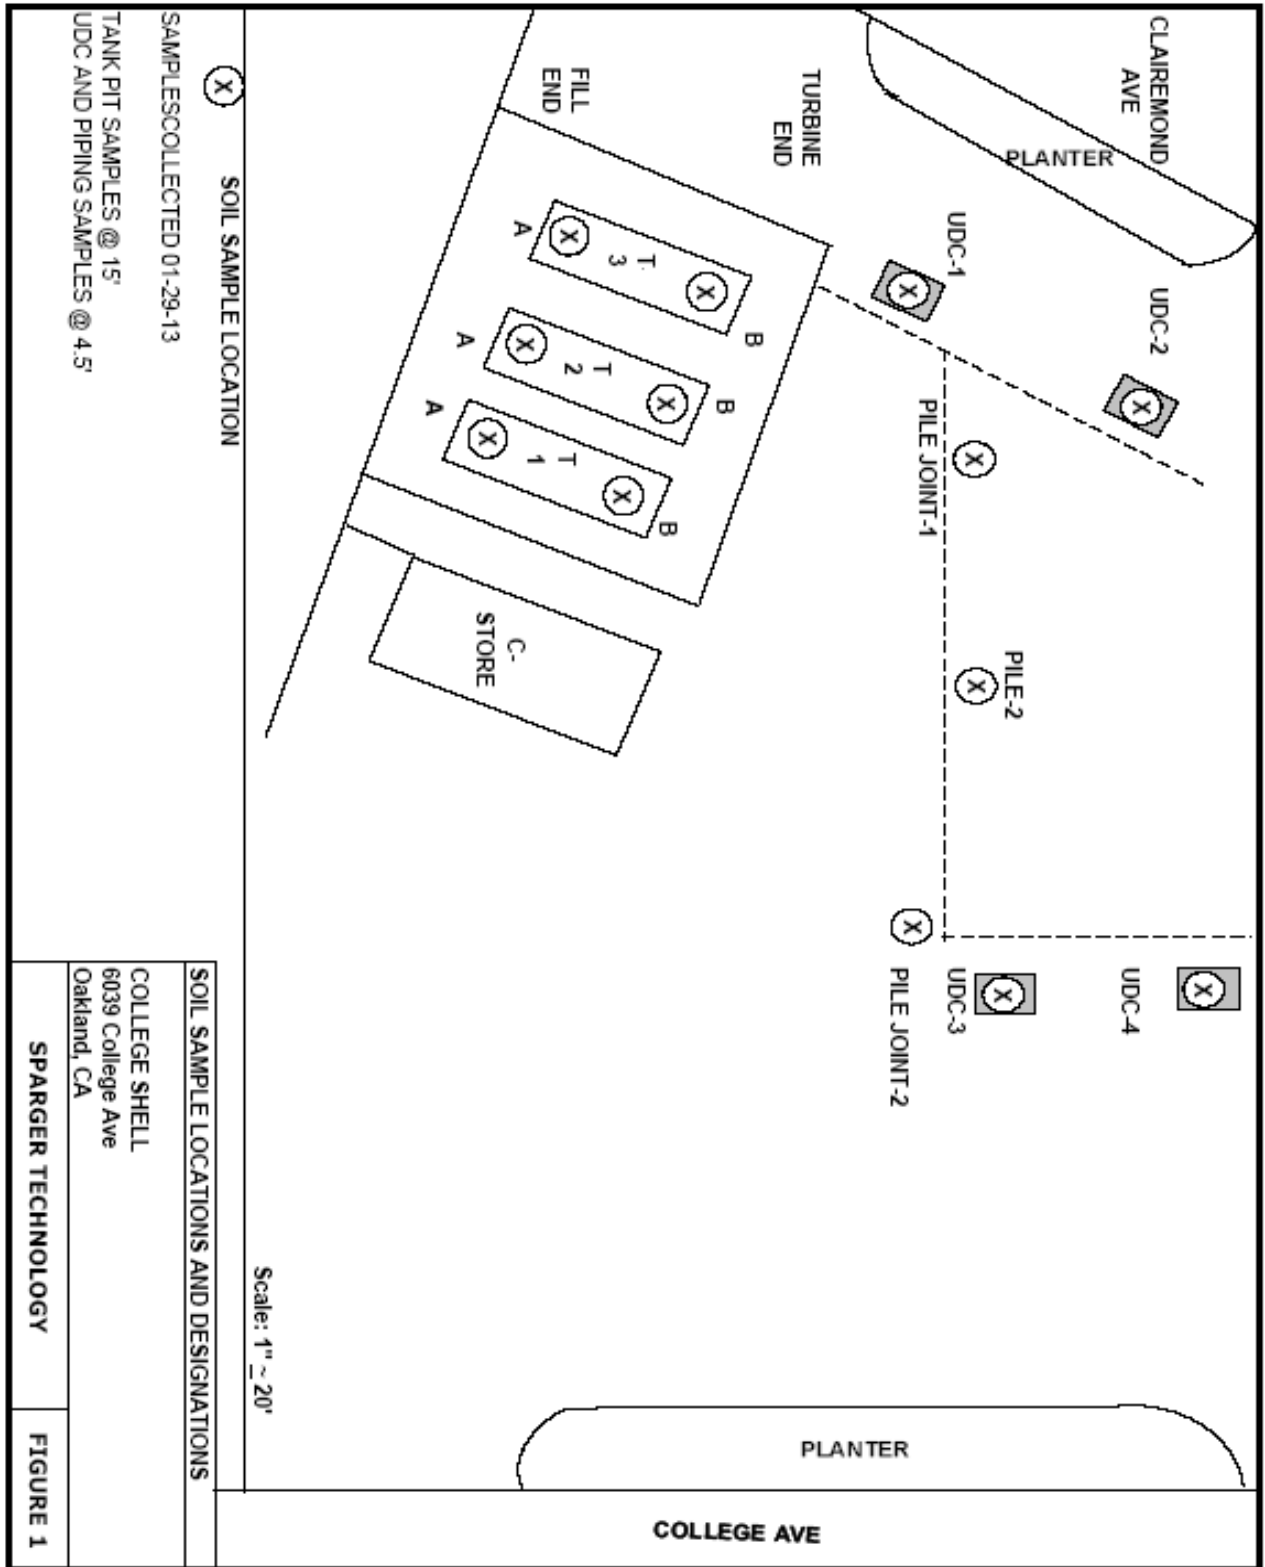 CLAIREMOND
AVE
PLANTER
TURBINE
END
FILL
END
UDC-1
UDC-2
A
T
3
B
A
T
2
B
A
T
1
B
PILE JOINT-1
PILE-2
C-
STORE
UDC-3
UDC-4
PILE JOINT-2
PLANTER
COLLEGE AVE
Scale: 1" ~ 20'
X SOIL SAMPLE LOCATION
SAMPLESCOLLECTED 01-29-13
TANK PIT SAMPLES @ 15'
UDC AND PIPING SAMPLES @ 4.5'
SOIL SAMPLE LOCATIONS AND DESIGNATIONS
COLLEGE SHELL
6039 College Ave
Oakland, CA
SPARGER TECHNOLOGY
FIGURE 1
X
X
X
X
X
X
X
X
X
X
X
X
X